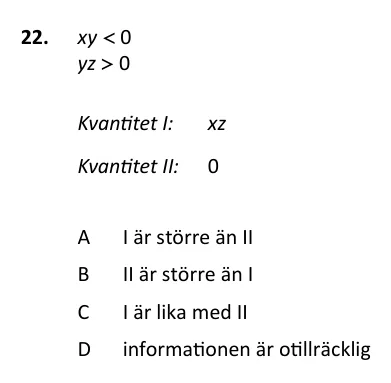 22. xy < 0
yz > 0
Kvantitet I: xz
Kvantitet II: 0
A I är större än II
B II är större än I
C I är lika med II
D informationen är otillräcklig